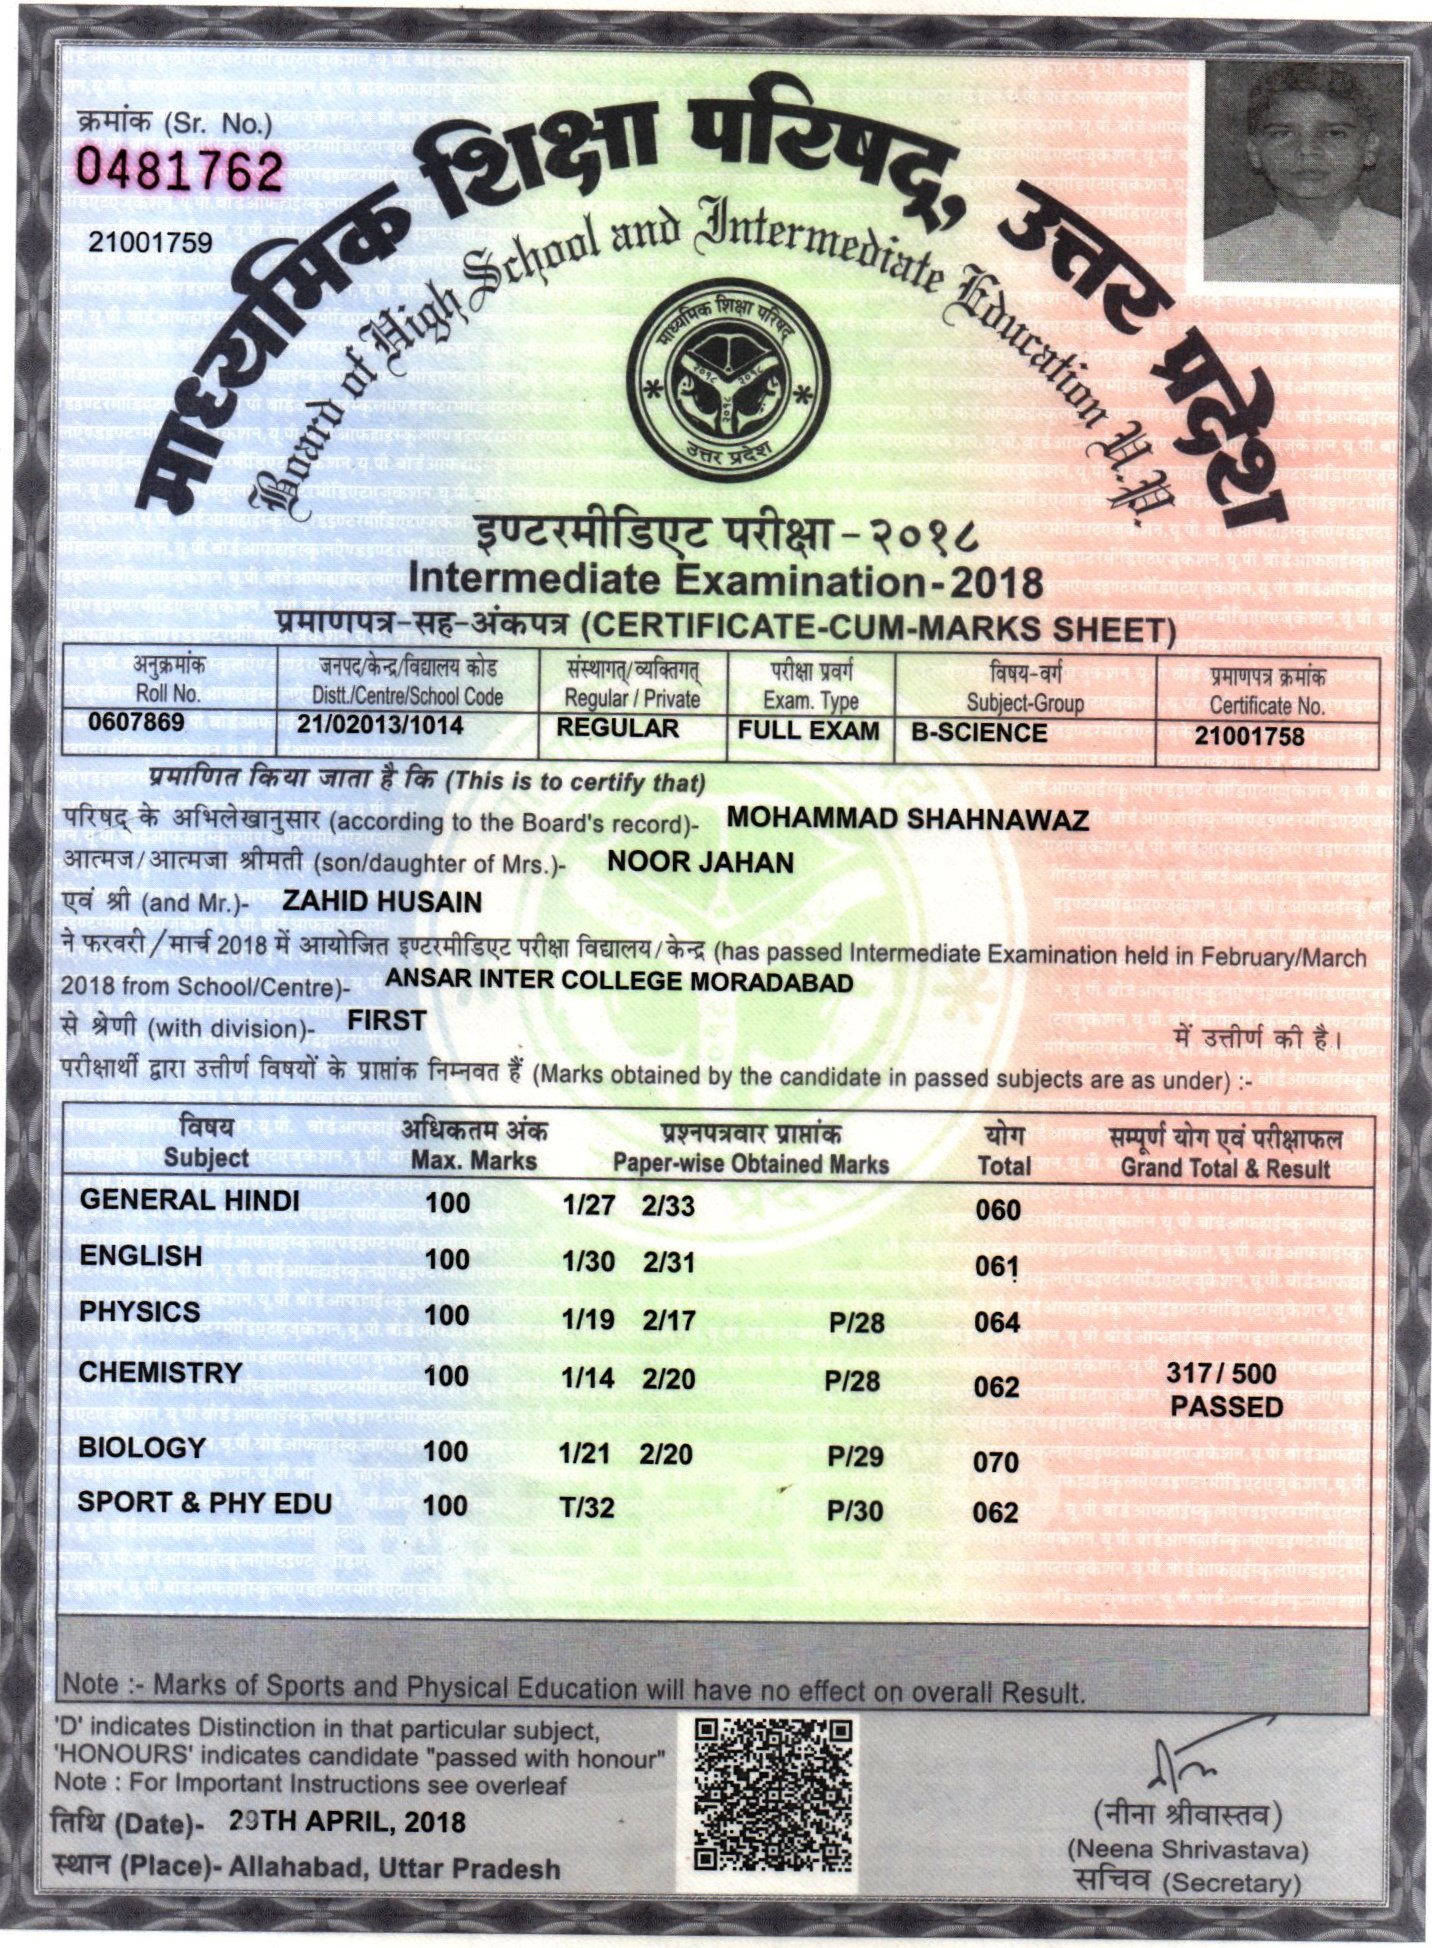 क्रमांक (Sr. No.)
0481762
21001759
माध्यमिक शिक्षा परिषद्, उत्तर प्रदेश
Board of High School and Intermediate Education U.P.
माध्यमिक शिक्षा परिषद
२०१८ २०१८
२०१८
उत्तर प्रदेश
इण्टरमीडिएट परीक्षा - २०१८
Intermediate Examination - 2018
प्रमाणपत्र-सह-अंकपत्र (CERTIFICATE-CUM-MARKS SHEET)
अनुक्रमांक जनपद/केन्द्र/विद्यालय कोड संस्थागत्/व्यक्तिगत् परीक्षा प्रवर्ग विषय-वर्ग प्रमाणपत्र क्रमांक
Roll No. Distt./Centre/School Code Regular / Private Exam. Type Subject-Group Certificate No.
0607869 21/02013/1014 REGULAR FULL EXAM B-SCIENCE 21001758
प्रमाणित किया जाता है कि (This is to certify that)
परिषद् के अभिलेखानुसार (according to the Board's record)- MOHAMMAD SHAHNAWAZ
आत्मज/आत्मजा श्रीमती (son/daughter of Mrs.)- NOOR JAHAN
एवं श्री (and Mr.)- ZAHID HUSAIN
ने फरवरी/मार्च 2018 में आयोजित इण्टरमीडिएट परीक्षा विद्यालय/केन्द्र (has passed Intermediate Examination held in February/March
2018 from School/Centre)- ANSAR INTER COLLEGE MORADABAD
से श्रेणी (with division)- FIRST में उत्तीर्ण की है।
परीक्षार्थी द्वारा उत्तीर्ण विषयों के प्राप्तांक निम्नवत हैं (Marks obtained by the candidate in passed subjects are as under) :-
विषय अधिकतम अंक प्रश्नपत्रवार प्राप्तांक योग सम्पूर्ण योग एवं परीक्षाफल
Subject Max. Marks Paper-wise Obtained Marks Total Grand Total & Result
GENERAL HINDI 100 1/27 2/33 060
ENGLISH 100 1/30 2/31 061
PHYSICS 100 1/19 2/17 P/28 064
CHEMISTRY 100 1/14 2/20 P/28 062 317/ 500
PASSED
BIOLOGY 100 1/21 2/20 P/29 070
SPORT & PHY EDU 100 T/32 P/30 062
Note :- Marks of Sports and Physical Education will have no effect on overall Result.
'D' indicates Distinction in that particular subject,
'HONOURS' indicates candidate "passed with honour"
Note : For Important Instructions see overleaf
तिथि (Date)- 29TH APRIL, 2018
स्थान (Place)- Allahabad, Uttar Pradesh
(नीना श्रीवास्तव)
(Neena Shrivastava)
सचिव (Secretary)